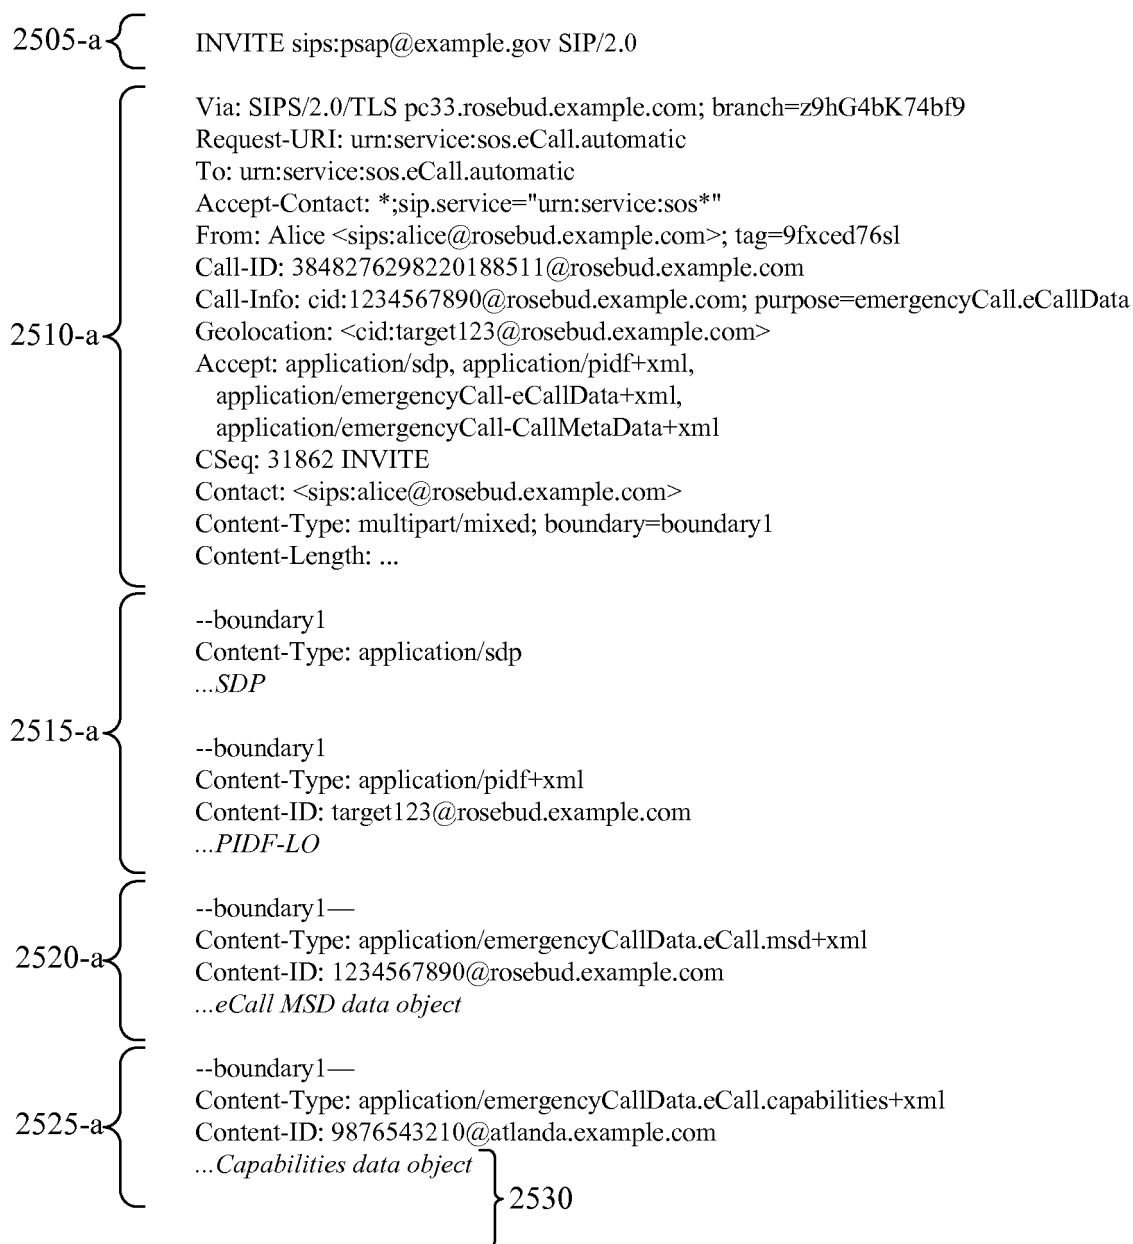 2505-a
INVITE sips:psap@example.gov SIP/2.0
2510-a
Via: SIPS/2.0/TLS pc33.rosebud.example.com; branch=z9hG4bK74bf9
Request-URI: urn:service:sos.eCall.automatic
To: urn:service:sos.eCall.automatic
Accept-Contact: *;sip.service="urn:service:sos*"
From: Alice <sips:alice@rosebud.example.com>; tag=9fxced76sl
Call-ID: 3848276298220188511@rosebud.example.com
Call-Info: cid:1234567890@rosebud.example.com; purpose=emergencyCall.eCallData
Geolocation: <cid:target123@rosebud.example.com>
Accept: application/sdp, application/pidf+xml,
application/emergencyCall-eCallData+xml,
application/emergencyCall-CallMetaData+xml
CSeq: 31862 INVITE
Contact: <sips:alice@rosebud.example.com>
Content-Type: multipart/mixed; boundary=boundary1
Content-Length: ...
2515-a
--boundary1
Content-Type: application/sdp
...SDP
--boundary1
Content-Type: application/pidf+xml
Content-ID: target123@rosebud.example.com
...PIDF-LO
2520-a
--boundary1—
Content-Type: application/emergencyCallData.eCall.msd+xml
Content-ID: 1234567890@rosebud.example.com
...eCall MSD data object
2525-a
--boundary1—
Content-Type: application/emergencyCallData.eCall.capabilities+xml
Content-ID: 9876543210@atlanda.example.com
...Capabilities data object
2530